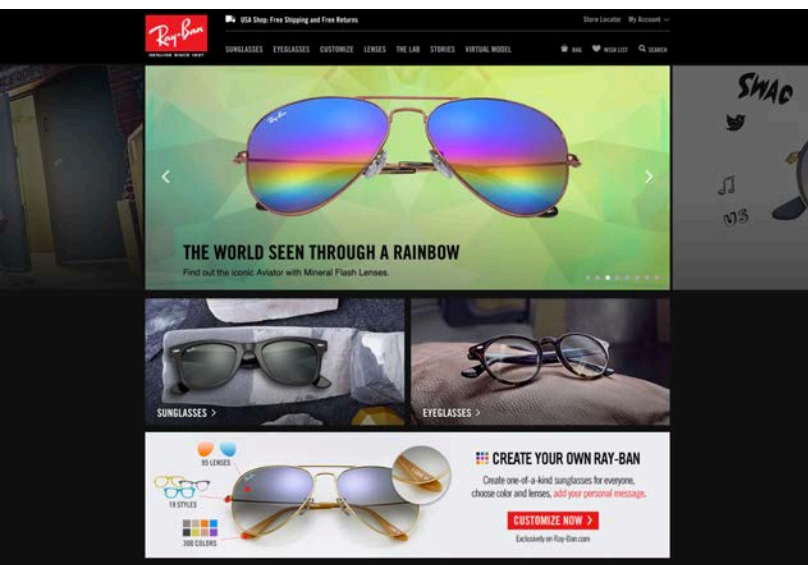 Ray-Ban
GENUINE SINCE 1937
USA Shop: Free Shipping and Free Returns
Store Locator My Account
SUNGLASSES EYEGLASSES CUSTOMIZE LENSES THE LAB STORIES VIRTUAL MODEL
BAG WISH LIST SEARCH
SWAG
US
Ray-Ban
THE WORLD SEEN THROUGH A RAINBOW
Find out the iconic Aviator with Mineral Flash Lenses.
SUNGLASSES >
EYEGLASSES >
95 LENSES
18 STYLES
300 COLORS
CREATE YOUR OWN RAY-BAN
Create one-of-a-kind sunglasses for everyone,
choose color and lenses, add your personal message.
CUSTOMIZE NOW >
Exclusively on Ray-Ban.com